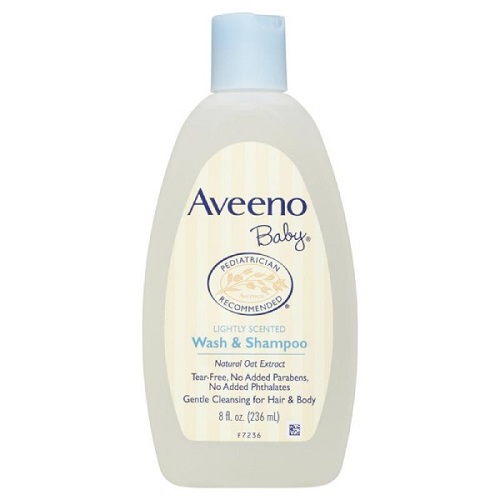 Aveeno
Baby®
PEDIATRICIAN
RECOMMENDED®
LIGHTLY SCENTED
Wash & Shampoo
Natural Oat Extract
Tear-Free, No Added Parabens,
No Added Phthalates
Gentle Cleansing for Hair & Body
8 fl. oz. (236 mL)
F7236